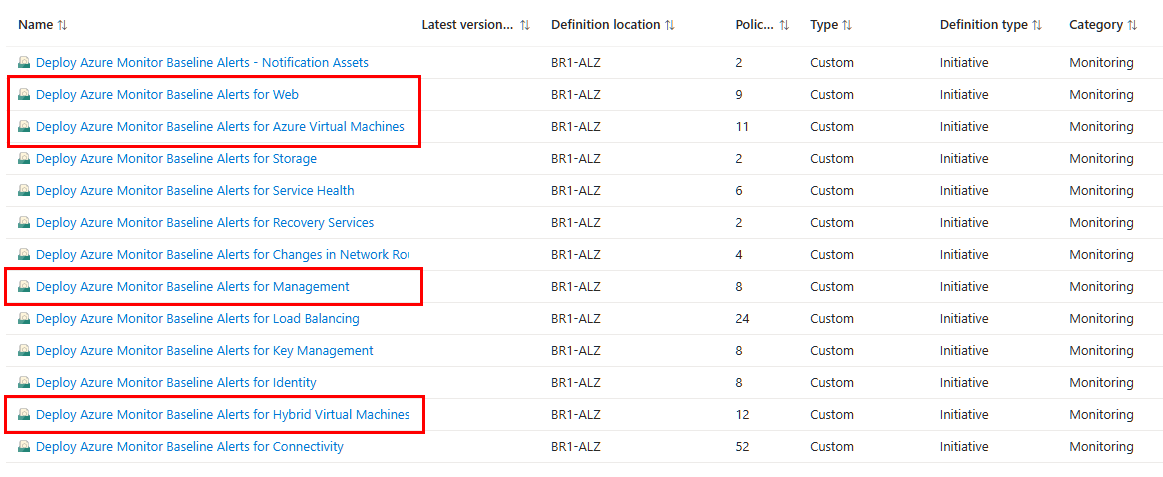 Name Latest version... Definition location Polic... Type Definition type Category
Deploy Azure Monitor Baseline Alerts - Notification Assets BR1-ALZ 2 Custom Initiative Monitoring
Deploy Azure Monitor Baseline Alerts for Web BR1-ALZ 9 Custom Initiative Monitoring
Deploy Azure Monitor Baseline Alerts for Azure Virtual Machines BR1-ALZ 11 Custom Initiative Monitoring
Deploy Azure Monitor Baseline Alerts for Storage BR1-ALZ 2 Custom Initiative Monitoring
Deploy Azure Monitor Baseline Alerts for Service Health BR1-ALZ 6 Custom Initiative Monitoring
Deploy Azure Monitor Baseline Alerts for Recovery Services BR1-ALZ 2 Custom Initiative Monitoring
Deploy Azure Monitor Baseline Alerts for Changes in Network Rou BR1-ALZ 4 Custom Initiative Monitoring
Deploy Azure Monitor Baseline Alerts for Management BR1-ALZ 8 Custom Initiative Monitoring
Deploy Azure Monitor Baseline Alerts for Load Balancing BR1-ALZ 24 Custom Initiative Monitoring
Deploy Azure Monitor Baseline Alerts for Key Management BR1-ALZ 8 Custom Initiative Monitoring
Deploy Azure Monitor Baseline Alerts for Identity BR1-ALZ 8 Custom Initiative Monitoring
Deploy Azure Monitor Baseline Alerts for Hybrid Virtual Machines BR1-ALZ 12 Custom Initiative Monitoring
Deploy Azure Monitor Baseline Alerts for Connectivity BR1-ALZ 52 Custom Initiative Monitoring